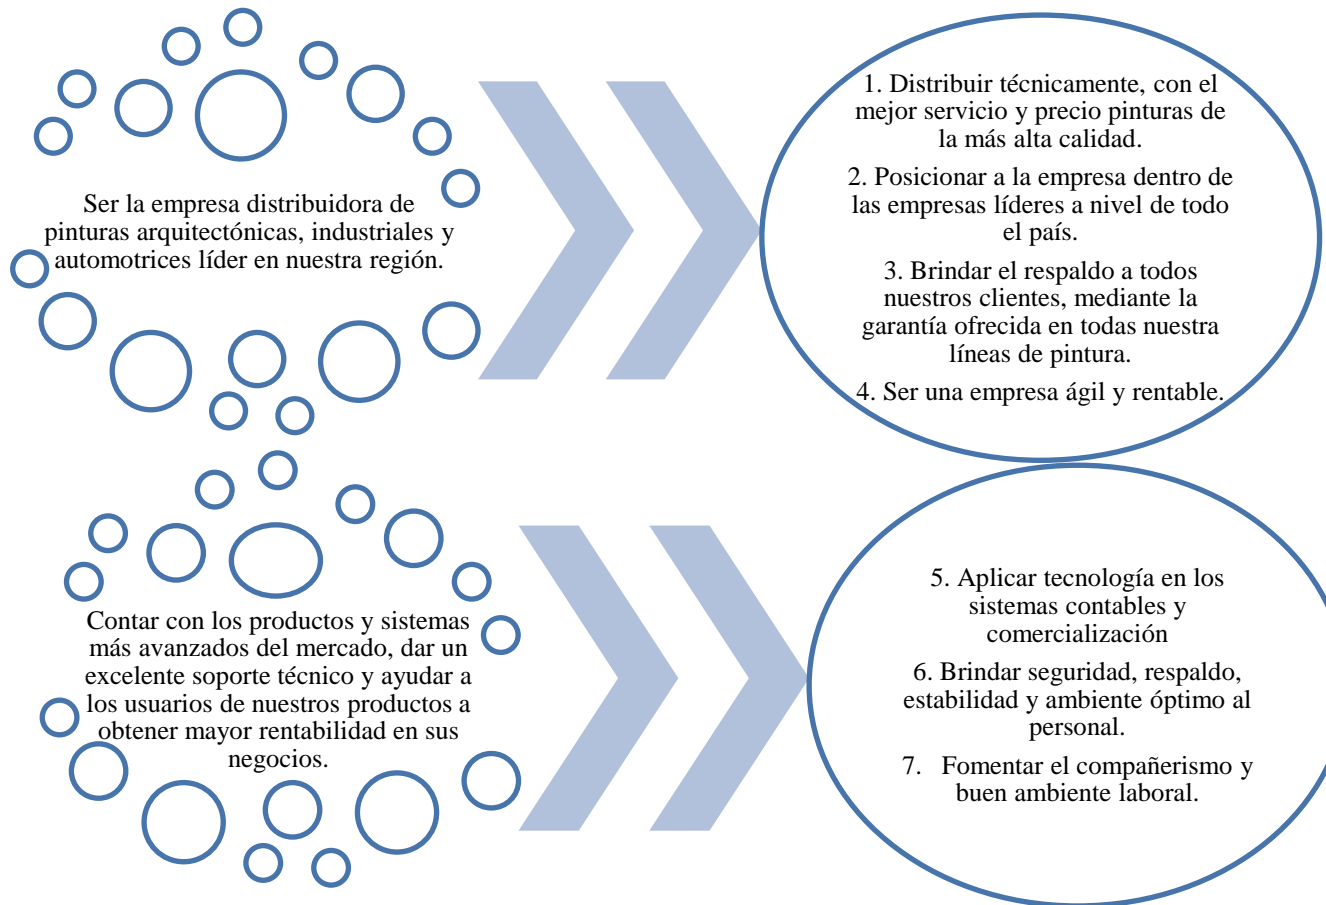 Ser la empresa distribuidora de
pinturas arquitectónicas, industriales y
automotrices líder en nuestra región.
1. Distribuir técnicamente, con el
mejor servicio y precio pinturas de
la más alta calidad.
2. Posicionar a la empresa dentro de
las empresas líderes a nivel de todo
el país.
3. Brindar el respaldo a todos
nuestros clientes, mediante la
garantía ofrecida en todas nuestra
líneas de pintura.
4. Ser una empresa ágil y rentable.
Contar con los productos y sistemas
más avanzados del mercado, dar un
excelente soporte técnico y ayudar a
los usuarios de nuestros productos a
obtener mayor rentabilidad en sus
negocios.
5. Aplicar tecnología en los
sistemas contables y
comercialización
6. Brindar seguridad, respaldo,
estabilidad y ambiente óptimo al
personal.
7. Fomentar el compañerismo y
buen ambiente laboral.